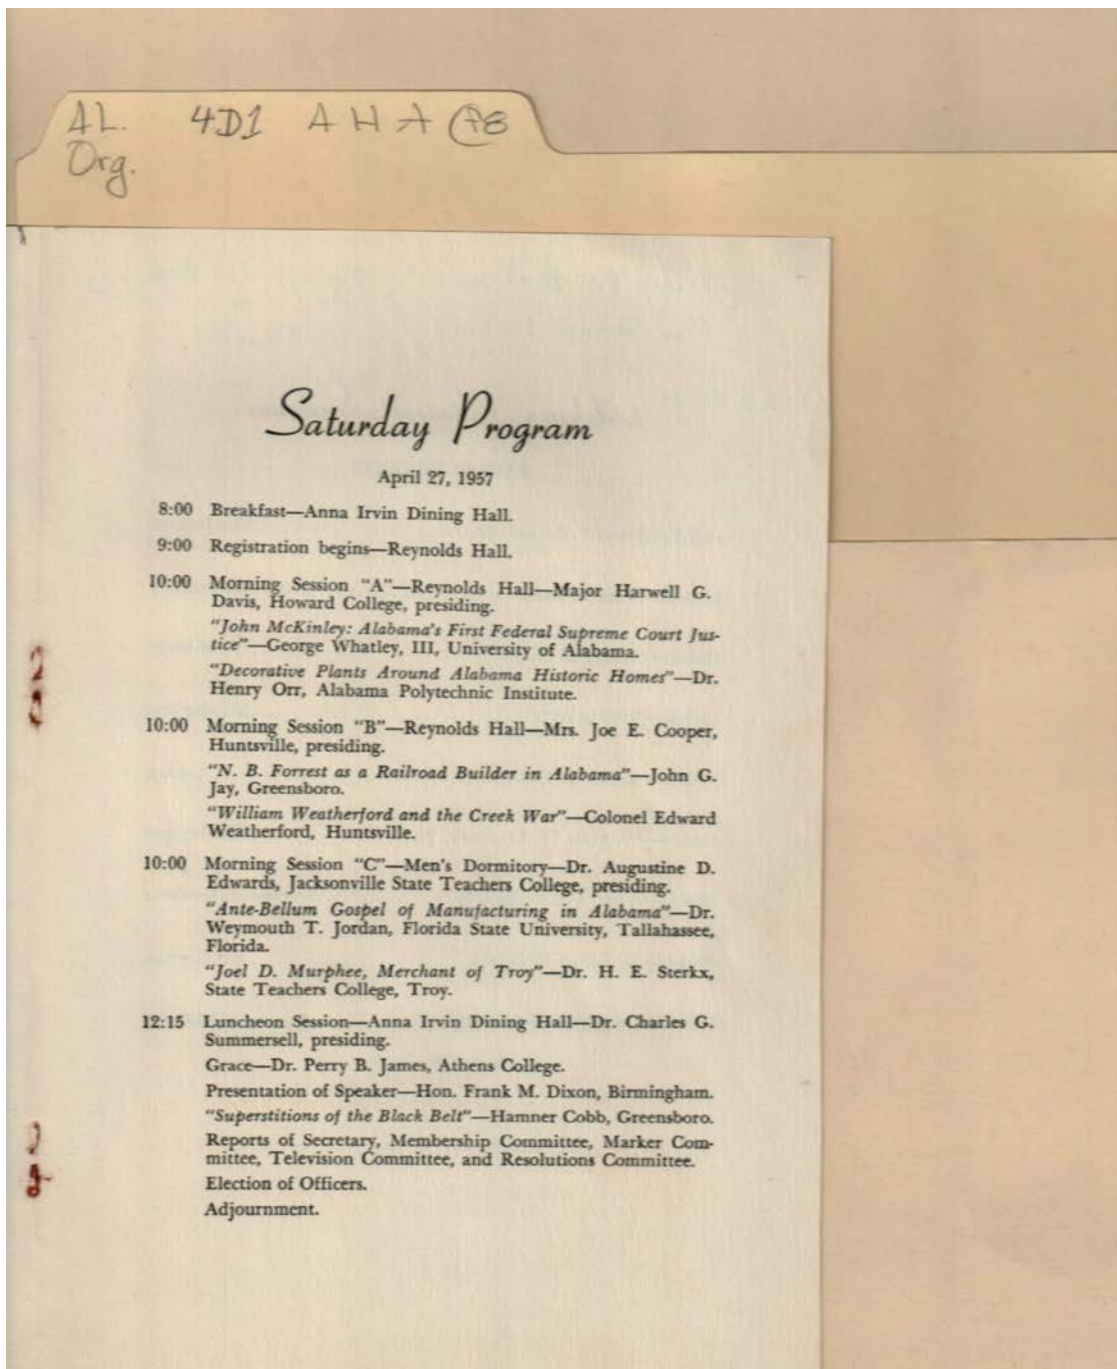 AL. 4D1 AHA
Org.
Saturday Program
April 27, 1957
8:00 Breakfast—Anna Irvin Dining Hall.
9:00 Registration begins—Reynolds Hall.
10:00 Morning Session "A"—Reynolds Hall—Major Harwell G.
Davis, Howard College, presiding.
"John McKinley: Alabama's First Federal Supreme Court Jus-
tice"—George Whatley, III, University of Alabama.
"Decorative Plants Around Alabama Historic Homes"—Dr.
Henry Orr, Alabama Polytechnic Institute.
10:00 Morning Session "B"—Reynolds Hall—Mrs. Joe E. Cooper,
Huntsville, presiding.
"N. B. Forrest as a Railroad Builder in Alabama"—John G.
Jay, Greensboro.
"William Weatherford and the Creek War"—Colonel Edward
Weatherford, Huntsville.
10:00 Morning Session "C"—Men's Dormitory—Dr. Augustine D.
Edwards, Jacksonville State Teachers College, presiding.
"Ante-Bellum Gospel of Manufacturing in Alabama"—Dr.
Weymouth T. Jordan, Florida State University, Tallahassee,
Florida.
"Joel D. Murphee, Merchant of Troy"—Dr. H. E. Sterkx,
State Teachers College, Troy.
12:15 Luncheon Session—Anna Irvin Dining Hall—Dr. Charles G.
Summersell, presiding.
Grace—Dr. Perry B. James, Athens College.
Presentation of Speaker—Hon. Frank M. Dixon, Birmingham.
"Superstitions of the Black Belt"—Hamner Cobb, Greensboro.
Reports of Secretary, Membership Committee, Marker Com-
mittee, Television Committee, and Resolutions Committee.
Election of Officers.
Adjournment.